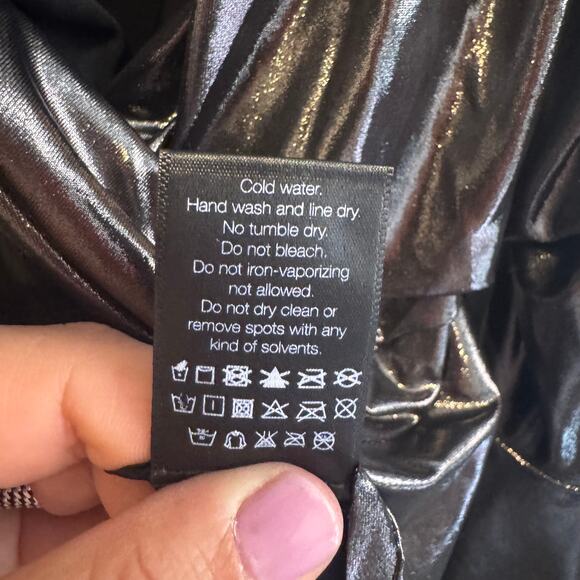 Cold water.
Hand wash and line dry.
No tumble dry.
Do not bleach.
Do not iron-vaporizing
not allowed.
Do not dry clean or
remove spots with any
kind of solvents.